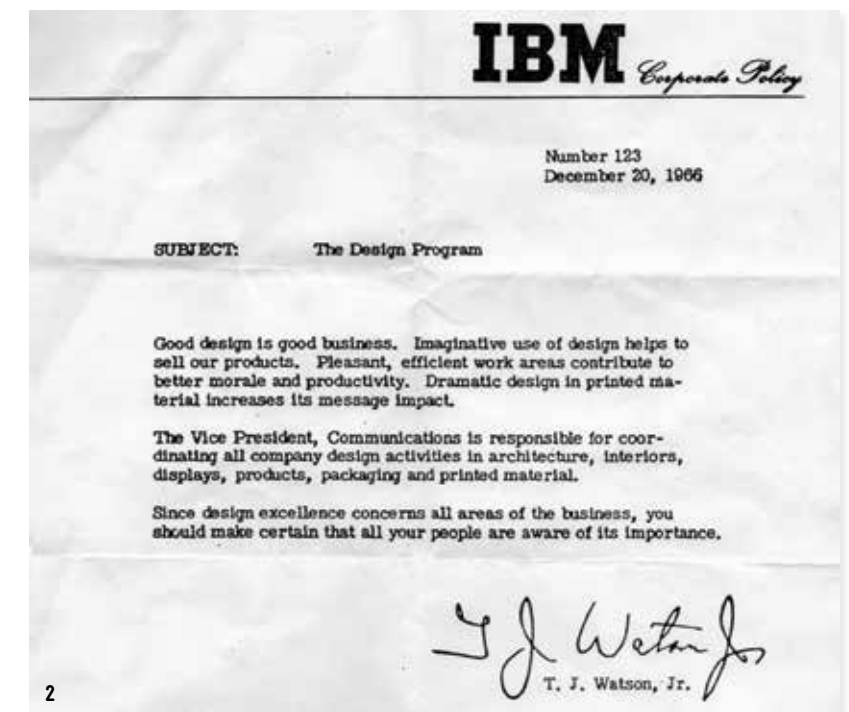 IBM Corporate Policy
Number 123
December 20, 1966
SUBJECT: The Design Program
Good design is good business. Imaginative use of design helps to
sell our products. Pleasant, efficient work areas contribute to
better morale and productivity. Dramatic design in printed ma-
terial increases its message impact.
The Vice President, Communications is responsible for coor-
dinating all company design activities in architecture, interiors,
displays, products, packaging and printed material.
Since design excellence concerns all areas of the business, you
should make certain that all your people are aware of its importance.
T J Watson Jr
T. J. Watson, Jr.
2